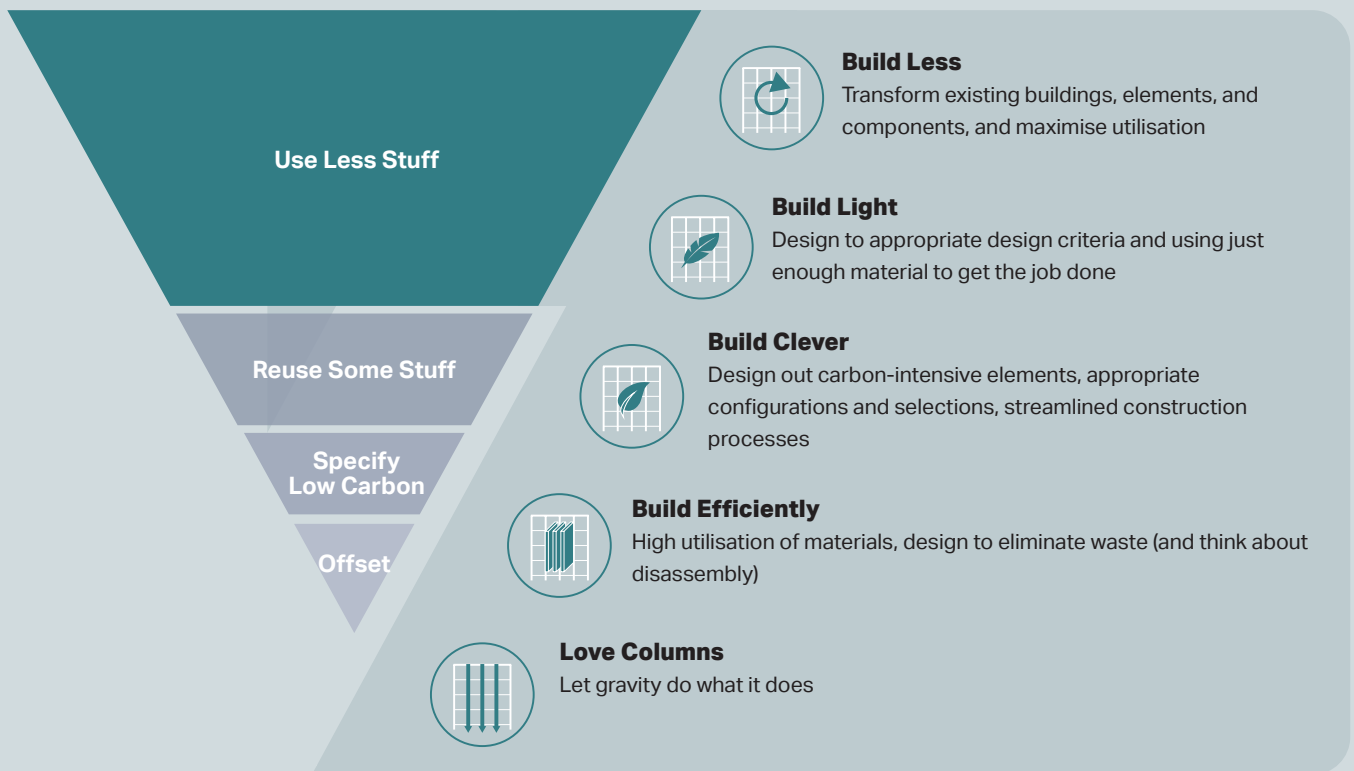 Use Less Stuff
Reuse Some Stuff
Specify
Low Carbon
Offset
Build Less
Transform existing buildings, elements, and
components, and maximise utilisation
Build Light
Design to appropriate design criteria and using just
enough material to get the job done
Build Clever
Design out carbon-intensive elements, appropriate
configurations and selections, streamlined construction
processes
Build Efficiently
High utilisation of materials, design to eliminate waste (and think about
disassembly)
Love Columns
Let gravity do what it does